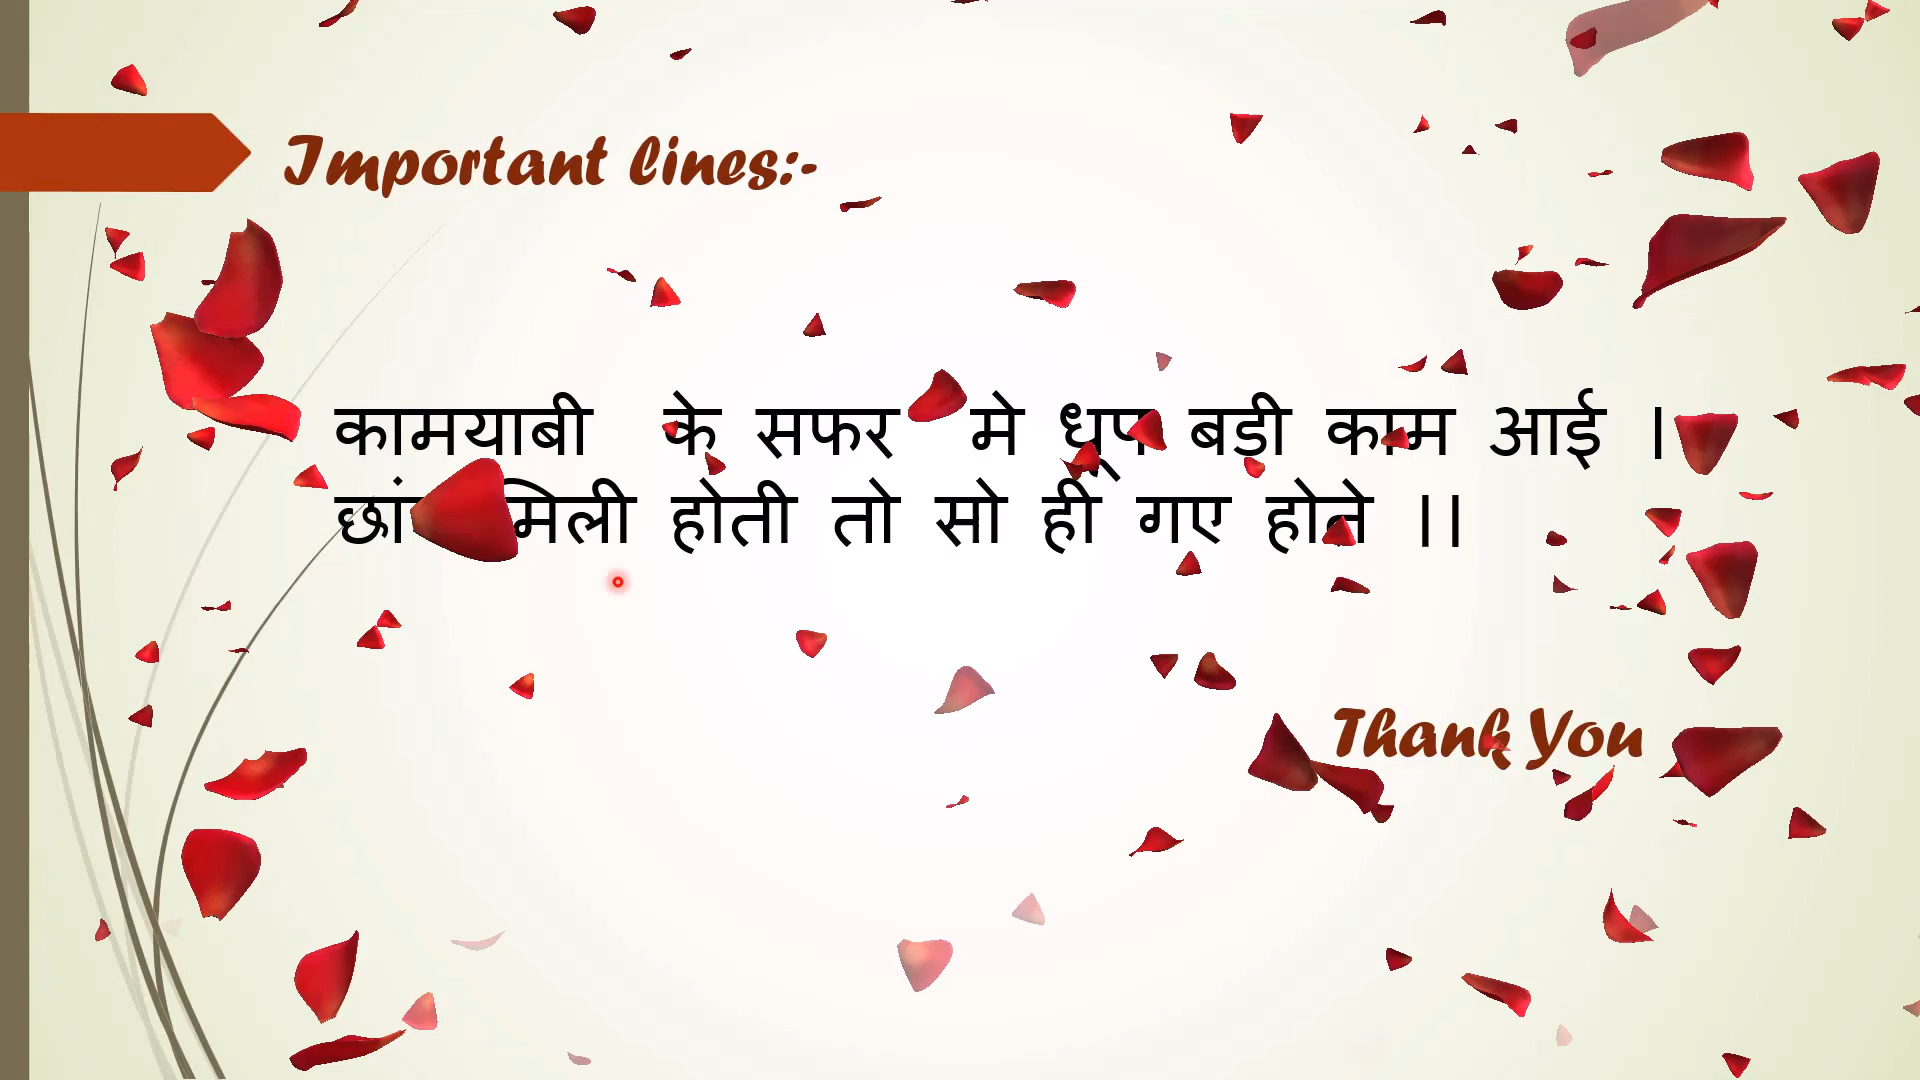 Important lines:-
कामयाबी के सफर मे धूप बडी काम आई ।
छां मिली होती तो सो ही गए होते ।।
Thank You